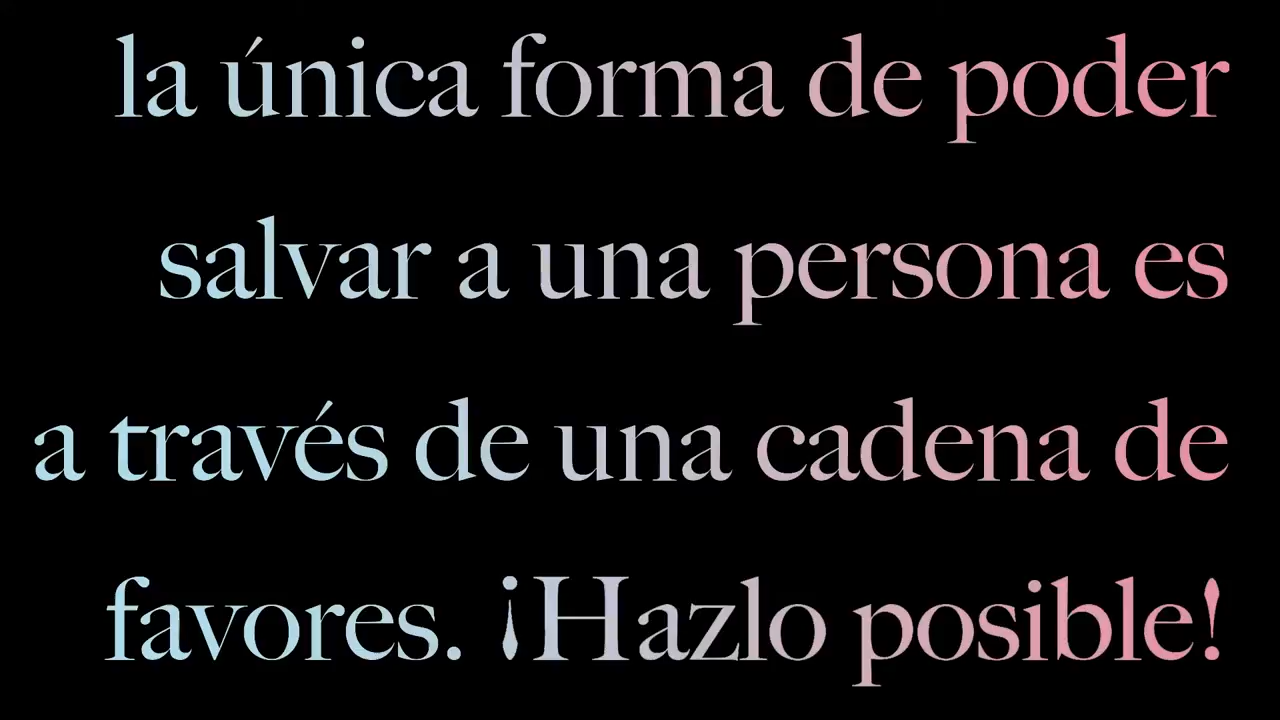 la única forma de poder
salvar a una persona es
a través de una cadena de
favores. ¡Hazlo posible!